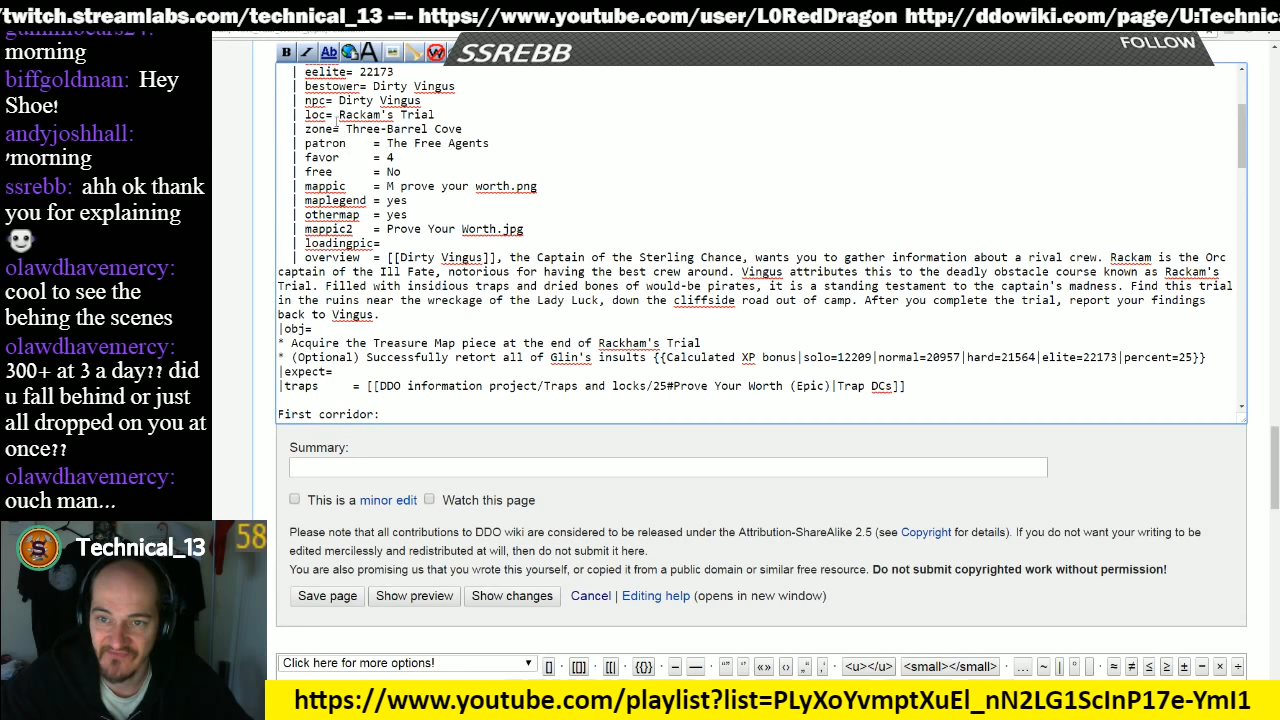 /twitch.streamlabs.com/technical_13 -=- https://www.youtube.com/user/L0RedDragon http://ddowiki.com/page/U:Technic
SSREBB
FOLLOW
morning
biffgoldman: Hey
Shoe!
andyjoshhall:
'morning
ssrebb: ahh ok thank
you for explaining
olawdhavemercy:
cool to see the
behing the scenes
olawdhavemercy:
300+ at 3 a day?? did
u fall behind or just
all dropped on you at
once??
olawdhavemercy:
ouch man...
Technical_13
58
B I Ab A W
| eelite= 22173
| bestower= Dirty Vingus
| npc= Dirty Vingus
| loc= Rackam's Trial
| zone= Three-Barrel Cove
| patron = The Free Agents
| favor = 4
| free = No
| mappic = M prove your worth.png
| maplegend = yes
| othermap = yes
| mappic2 = Prove Your Worth.jpg
| loadingpic=
| overview = [[Dirty Vingus]], the Captain of the Sterling Chance, wants you to gather information about a rival crew. Rackam is the Orc
captain of the Ill Fate, notorious for having the best crew around. Vingus attributes this to the deadly obstacle course known as Rackam's
Trial. Filled with insidious traps and dried bones of would-be pirates, it is a standing testament to the captain's madness. Find this trial
in the ruins near the wreckage of the Lady Luck, down the cliffside road out of camp. After you complete the trial, report your findings
back to Vingus.
|obj=
* Acquire the Treasure Map piece at the end of Rackham's Trial
* (Optional) Successfully retort all of Glin's insults {{Calculated XP bonus|solo=12209|normal=20957|hard=21564|elite=22173|percent=25}}
|expect=
|traps = [[DDO information project/Traps and locks/25#Prove Your Worth (Epic)|Trap DCs]]
First corridor:
Summary:
This is a minor edit Watch this page
Please note that all contributions to DDO wiki are considered to be released under the Attribution-ShareAlike 2.5 (see Copyright for details). If you do not want your writing to be
edited mercilessly and redistributed at will, then do not submit it here.
You are also promising us that you wrote this yourself, or copied it from a public domain or similar free resource. Do not submit copyrighted work without permission!
Save page Show preview Show changes Cancel | Editing help (opens in new window)
Click here for more options! [] · [[]] · [[| · {{}} · – — · “” ‘’ «» ‹› „“ ‚‘ · <u></u> · <small></small> · … ~ | ° · ≈ ≠ ≤ ≥ ± − × ÷
https://www.youtube.com/playlist?list=PLyXoYvmptXuEl_nN2LG1ScInP17e-YmI1